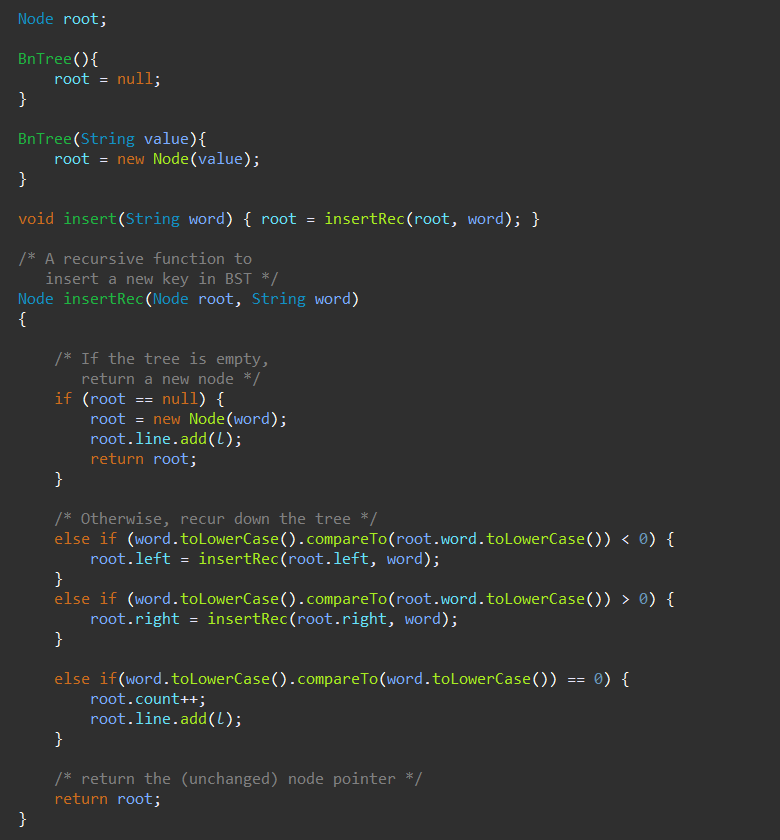 Node root;

BnTree(){
    root = null;
}

BnTree(String value){
    root = new Node(value);
}

void insert(String word) { root = insertRec(root, word); }

/* A recursive function to
   insert a new key in BST */
Node insertRec(Node root, String word)
{

    /* If the tree is empty,
       return a new node */
    if (root == null) {
        root = new Node(word);
        root.line.add(l);
        return root;
    }

    /* Otherwise, recur down the tree */
    else if (word.toLowerCase().compareTo(root.word.toLowerCase()) < 0) {
        root.left = insertRec(root.left, word);
    }
    else if (word.toLowerCase().compareTo(root.word.toLowerCase()) > 0) {
        root.right = insertRec(root.right, word);
    }

    else if(word.toLowerCase().compareTo(word.toLowerCase()) == 0) {
        root.count++;
        root.line.add(l);
    }

    /* return the (unchanged) node pointer */
    return root;
}